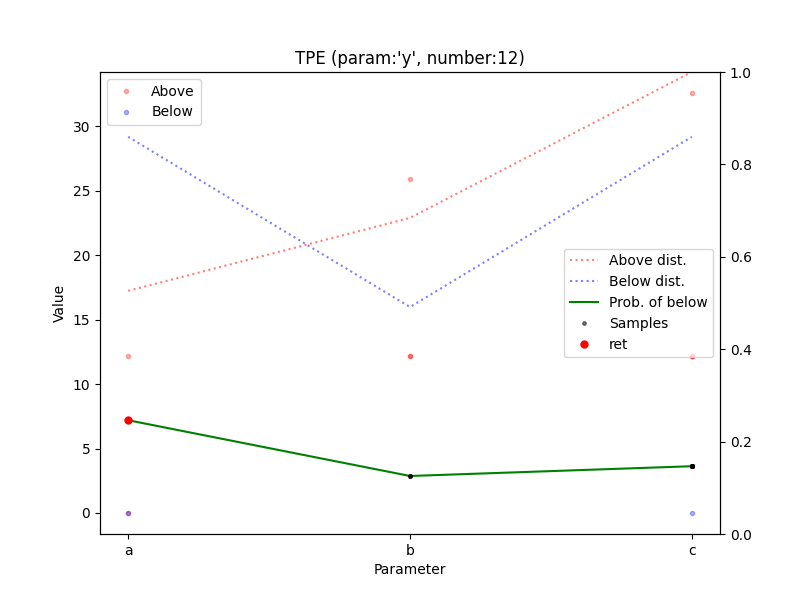 TPE (param:'y', number:12)
Above
Below
Above dist.
Below dist.
Prob. of below
Samples
ret
Value
30
25
20
15
10
5
0
1.0
0.8
0.6
0.4
0.2
0.0
a b c
Parameter